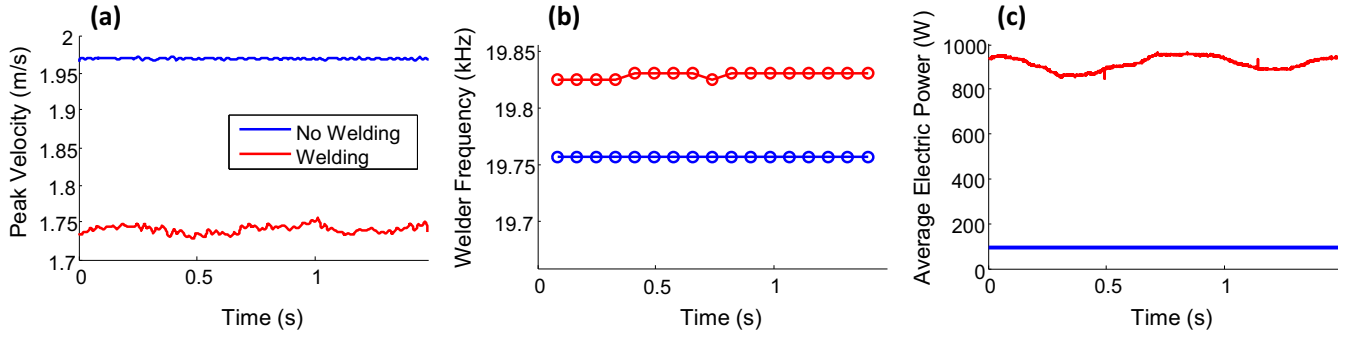 (a)
Peak Velocity (m/s)
2
1.95
1.9
1.85
1.8
1.75
1.7
0
0.5
1
Time (s)
No Welding
Welding
(b)
Welder Frequency (kHz)
19.85
19.8
19.75
19.7
0
0.5
1
Time (s)
(c)
Average Electric Power (W)
1000
800
600
400
200
0
0
0.5
1
Time (s)